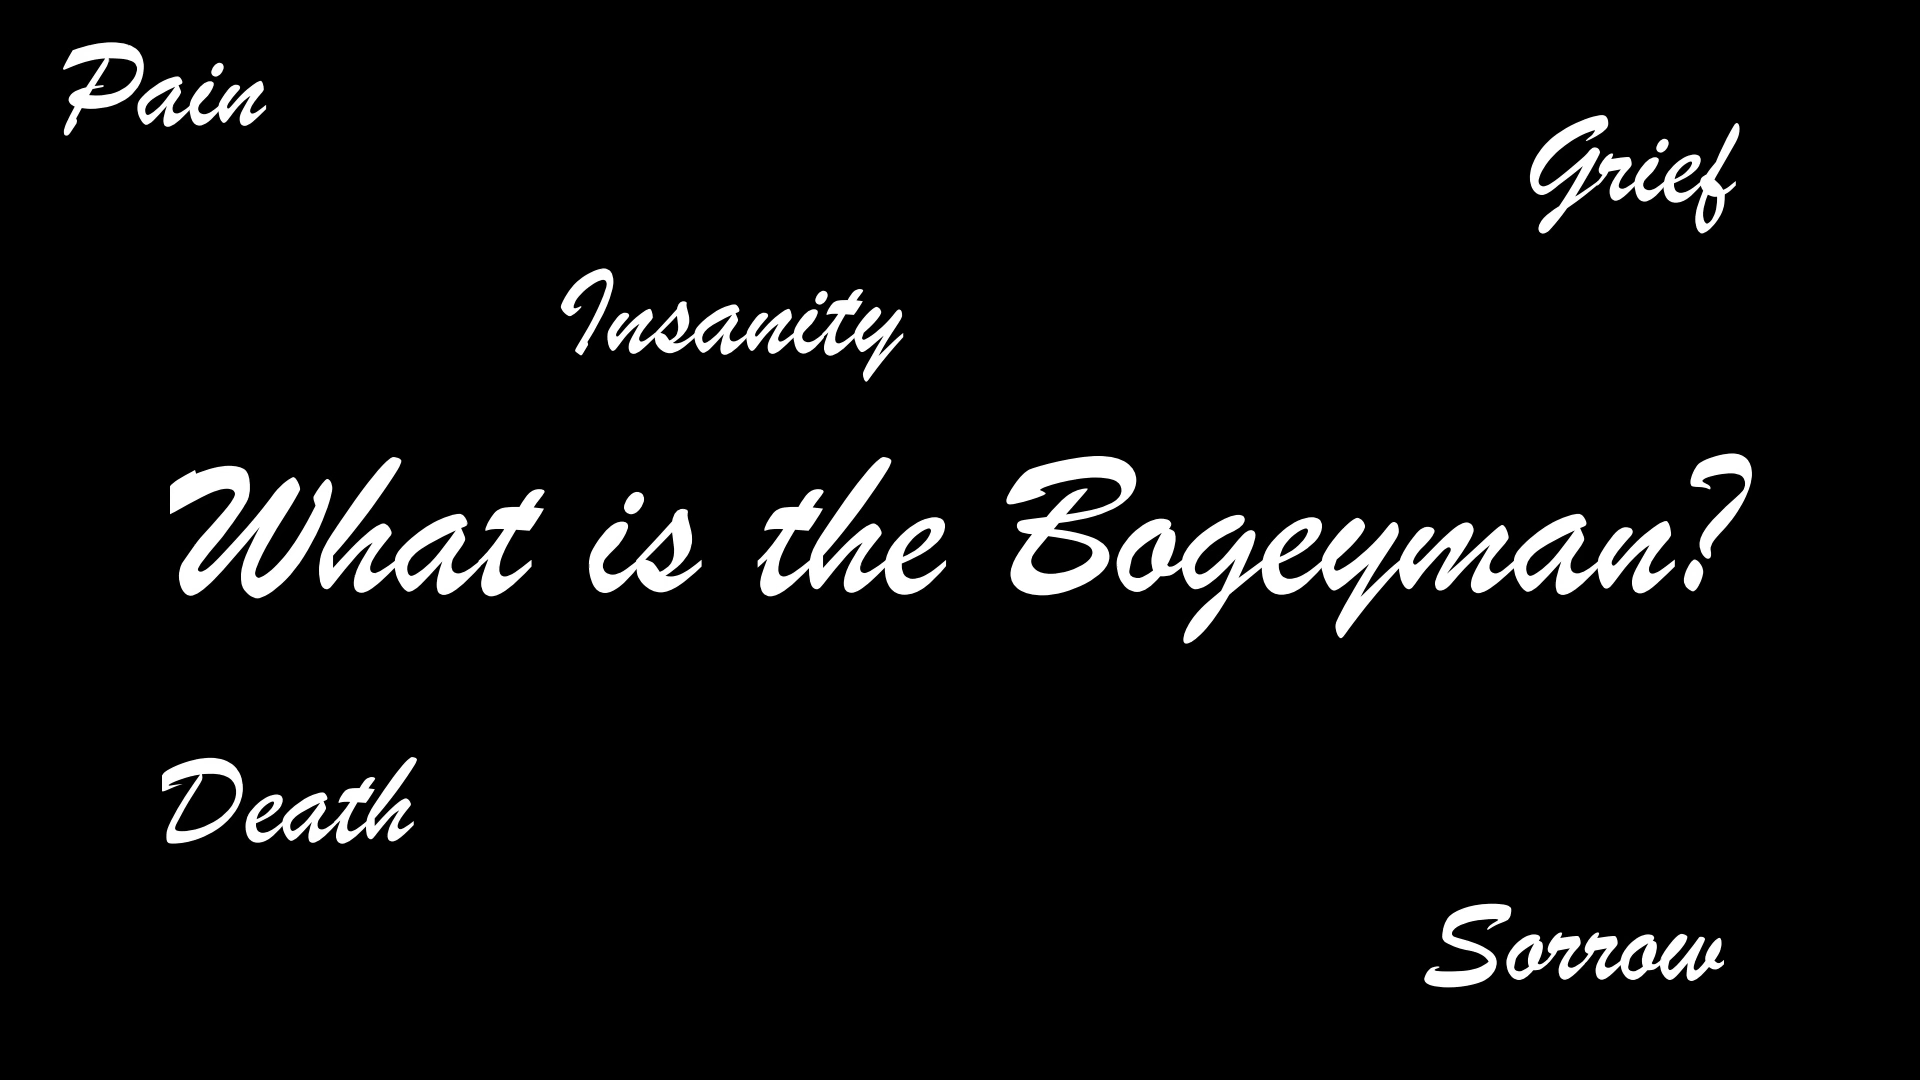 Pain
Grief
Insanity
What is the Bogeyman?
Death
Sorrow